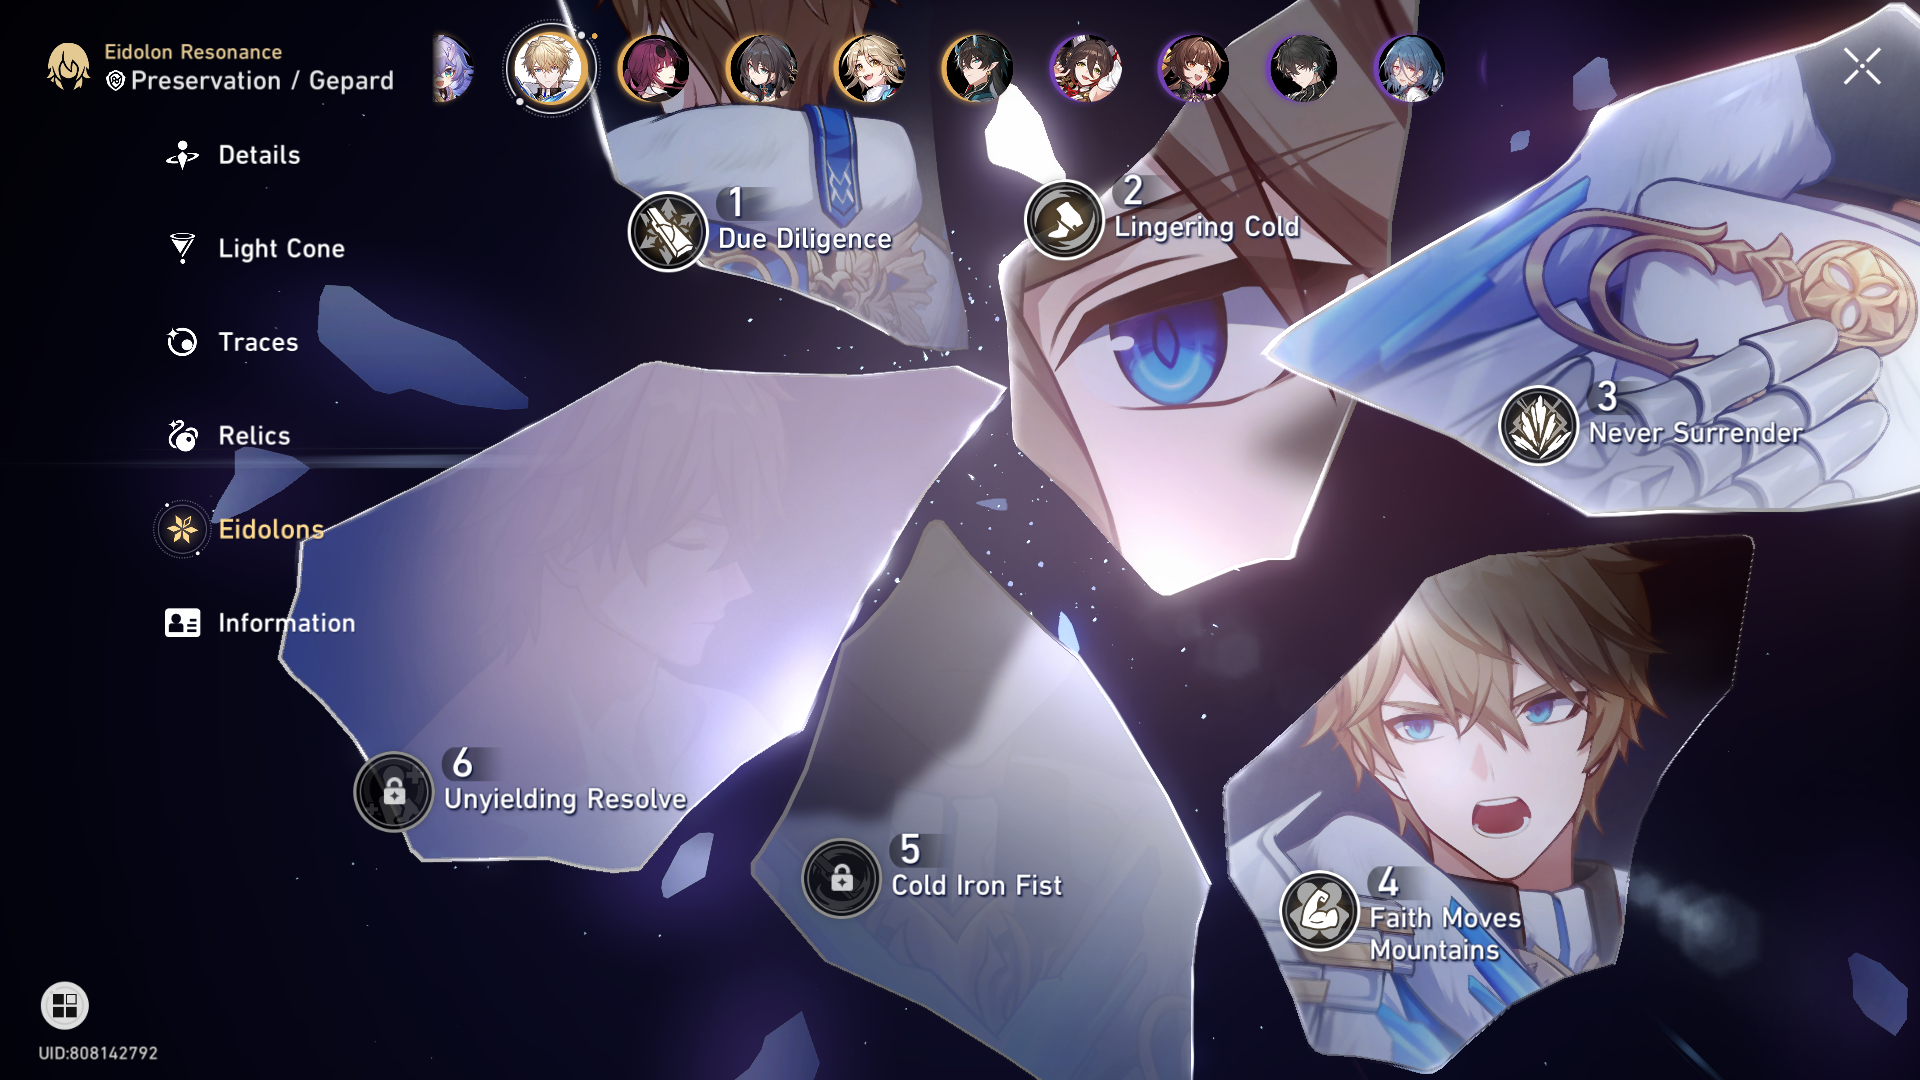 Eidolon Resonance
Preservation / Gepard
Details
Light Cone
Traces
Relics
Eidolons
Information
1
Due Diligence
2
Lingering Cold
3
Never Surrender
4
Faith Moves
Mountains
5
Cold Iron Fist
6
Unyielding Resolve
UID:808142792